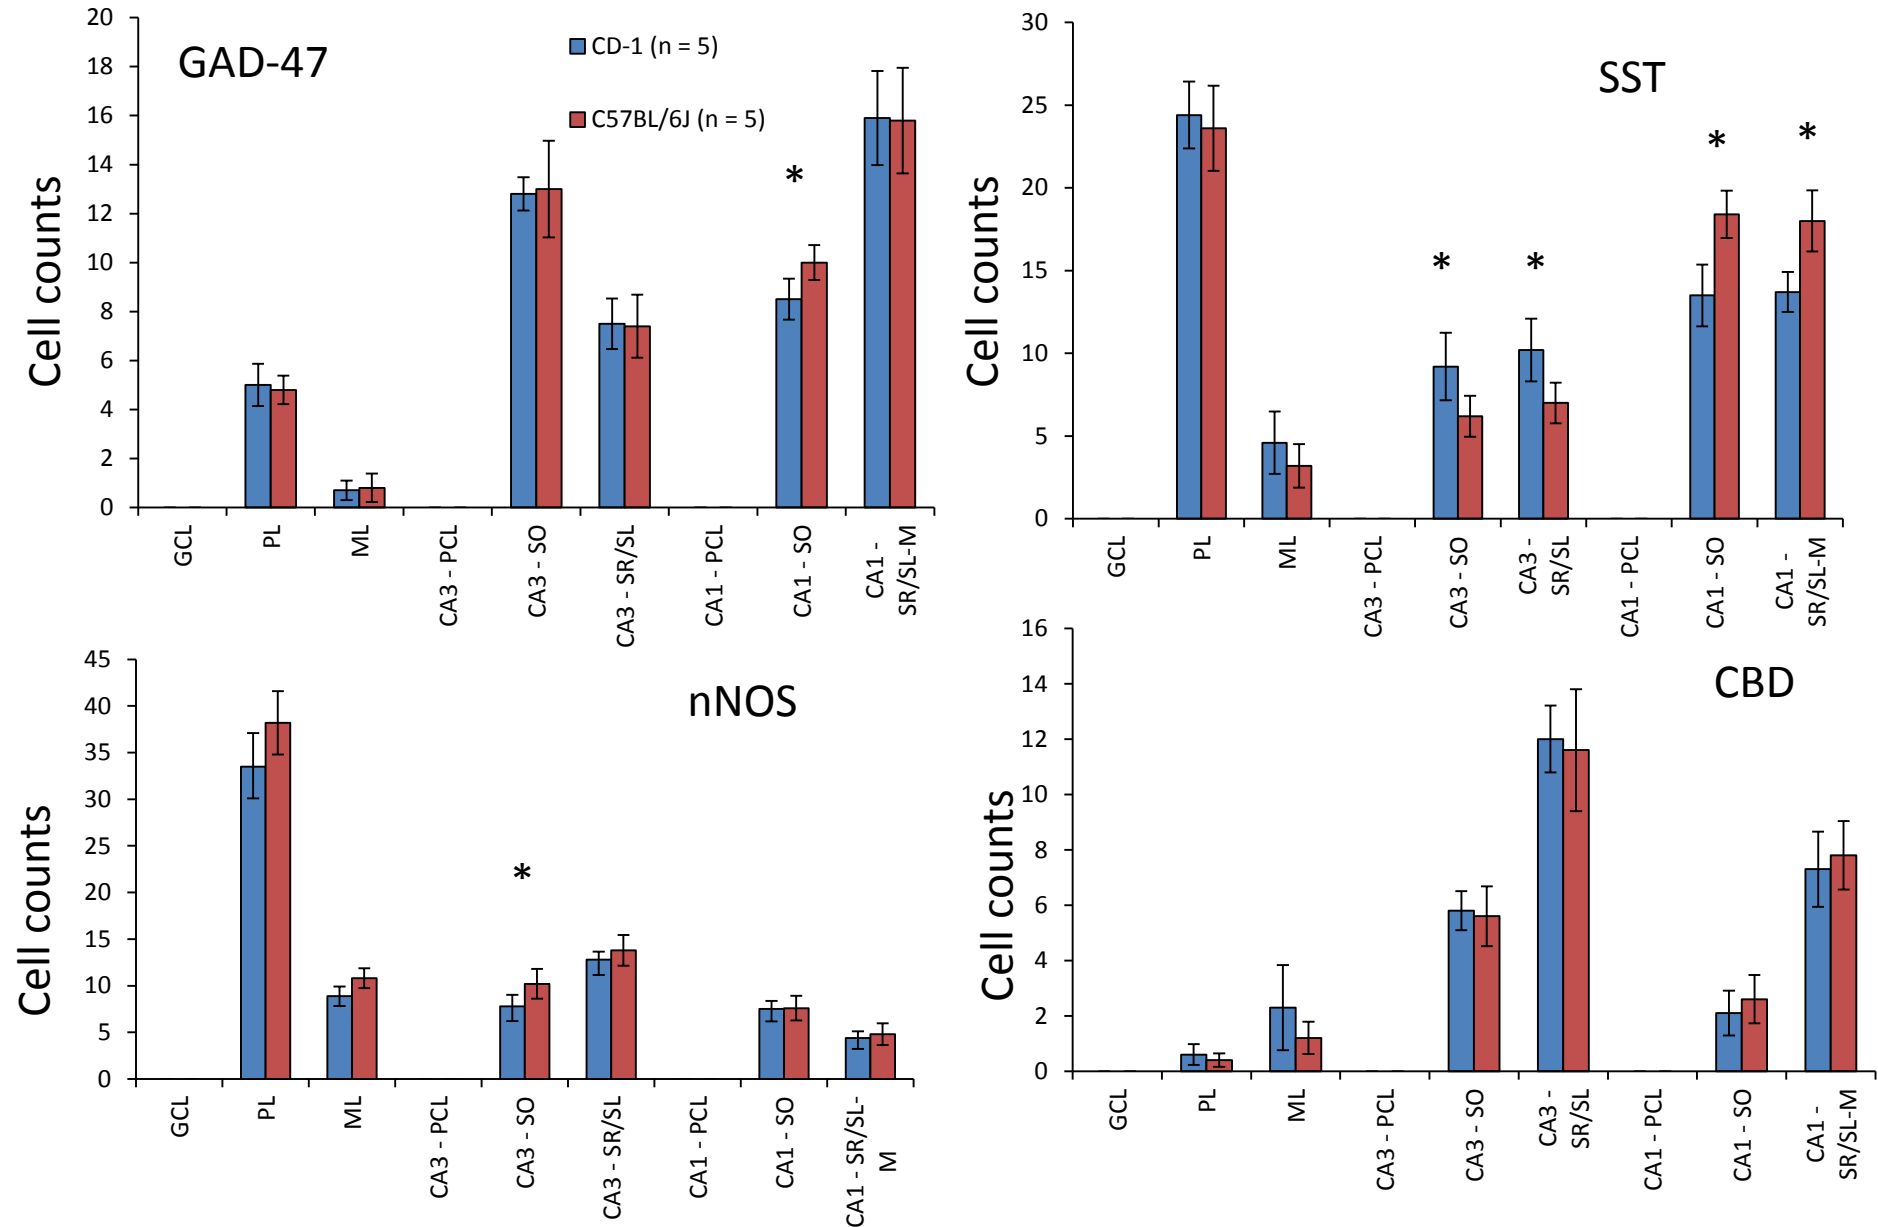 GAD-47
CD-1 (n = 5)
C57BL/6J (n = 5)
Cell counts
20
18
16
14
12
10
8
6
4
2
0
*
GCL
PL
ML
CA3 - PCL
CA3 - SO
CA3 - SR/SL
CA1 - PCL
CA1 - SO
CA1 -
SR/SL-M
SST
Cell counts
30
25
20
15
10
5
0
*
*
*
*
GCL
PL
ML
CA3 - PCL
CA3 - SO
CA3 -
SR/SL
CA1 - PCL
CA1 - SO
CA1 -
SR/SL-M
nNOS
Cell counts
45
40
35
30
25
20
15
10
5
0
*
GCL
PL
ML
CA3 - PCL
CA3 - SO
CA3 - SR/SL
CA1 - PCL
CA1 - SO
CA1 - SR/SL-
M
CBD
Cell counts
16
14
12
10
8
6
4
2
0
GCL
PL
ML
CA3 - PCL
CA3 - SO
CA3 -
SR/SL
CA1 - PCL
CA1 - SO
CA1 -
SR/SL-M